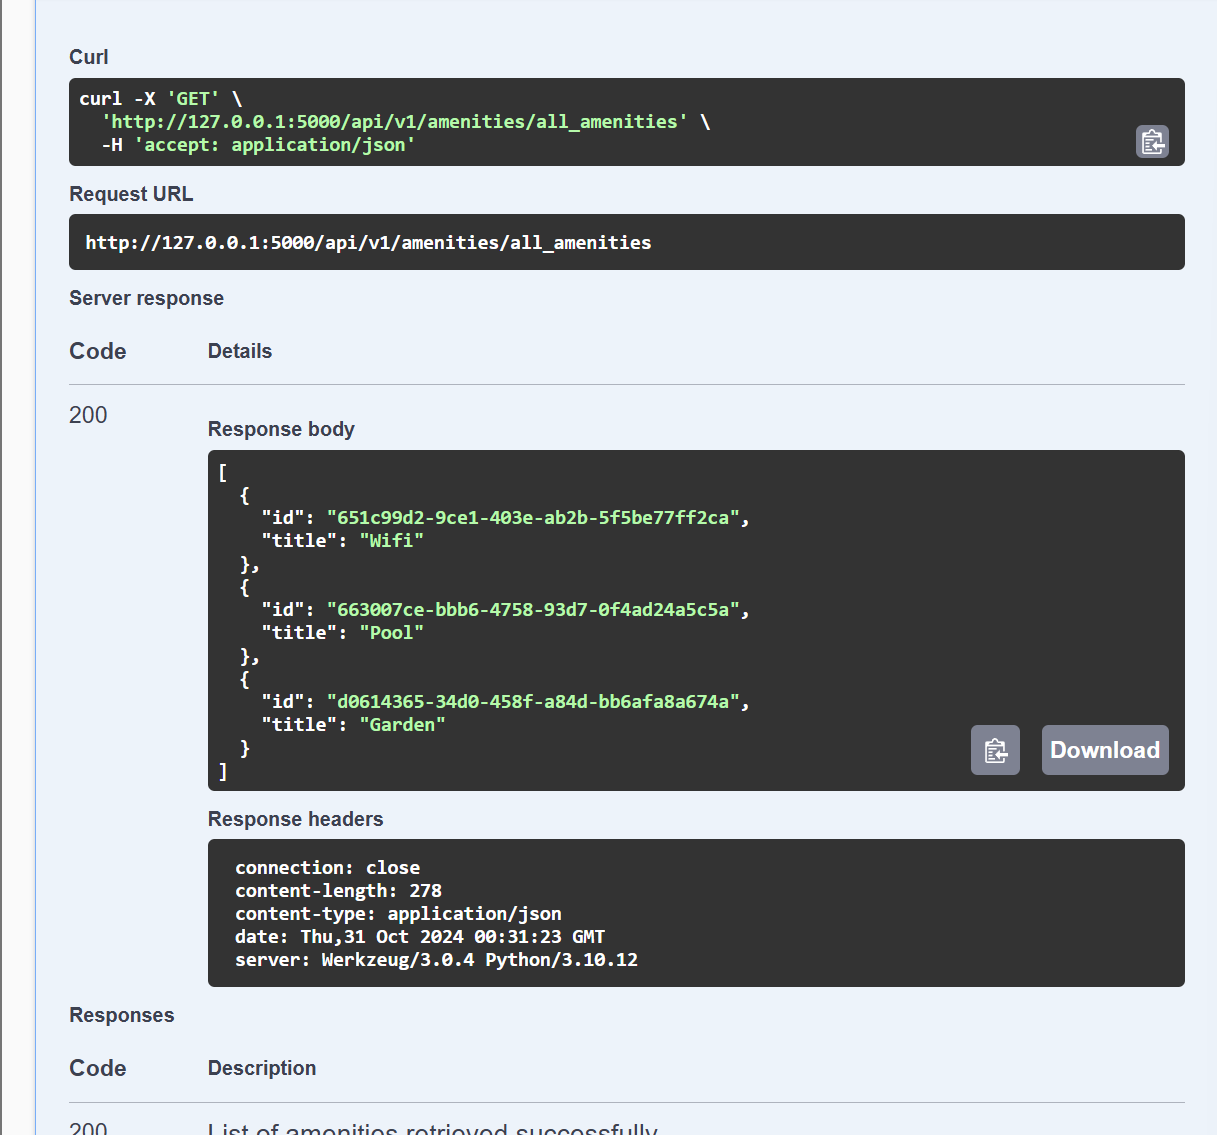 Curl
curl -X 'GET' \
  'http://127.0.0.1:5000/api/v1/amenities/all_amenities' \
  -H 'accept: application/json'
Request URL
http://127.0.0.1:5000/api/v1/amenities/all_amenities
Server response
Code Details
200
Response body
[
  {
    "id": "651c99d2-9ce1-403e-ab2b-5f5be77ff2ca",
    "title": "Wifi"
  },
  {
    "id": "663007ce-bbb6-4758-93d7-0f4ad24a5c5a",
    "title": "Pool"
  },
  {
    "id": "d0614365-34d0-458f-a84d-bb6afa8a674a",
    "title": "Garden"
  }
]
Download
Response headers
connection: close
content-length: 278
content-type: application/json
date: Thu,31 Oct 2024 00:31:23 GMT
server: Werkzeug/3.0.4 Python/3.10.12
Responses
Code Description
200 List of amenities retrieved successfully